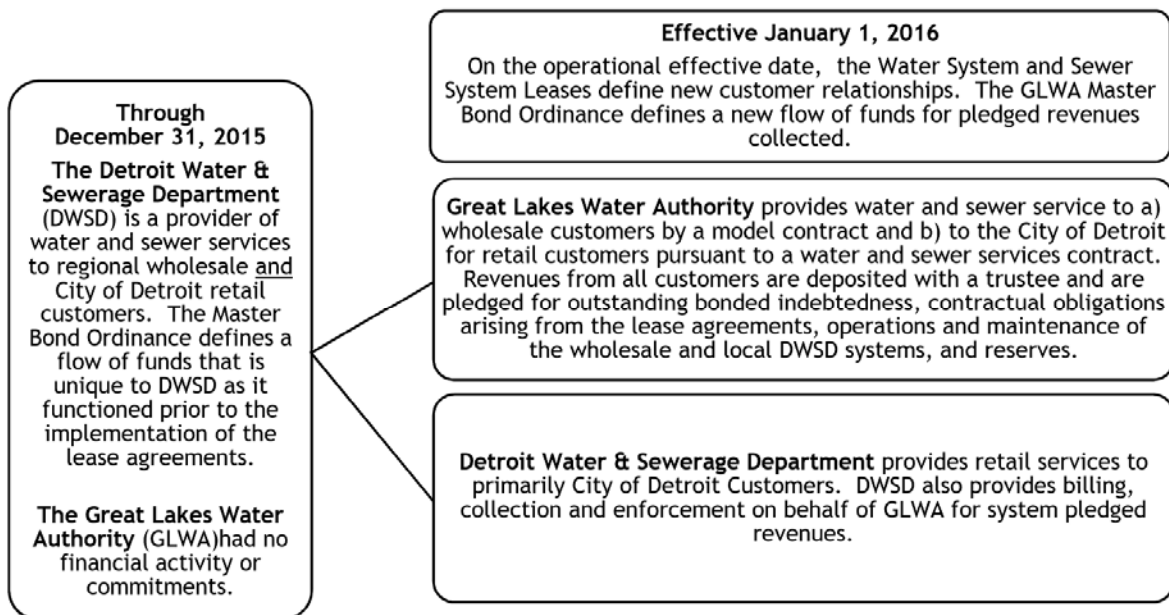 Through
December 31, 2015
The Detroit Water &
Sewerage Department
(DWSD) is a provider of
water and sewer services
to regional wholesale and
City of Detroit retail
customers. The Master
Bond Ordinance defines a
flow of funds that is
unique to DWSD as it
functioned prior to the
implementation of the
lease agreements.
The Great Lakes Water
Authority (GLWA)had no
financial activity or
commitments.
Effective January 1, 2016
On the operational effective date, the Water System and Sewer
System Leases define new customer relationships. The GLWA Master
Bond Ordinance defines a new flow of funds for pledged revenues
collected.
Great Lakes Water Authority provides water and sewer service to a)
wholesale customers by a model contract and b) to the City of Detroit
for retail customers pursuant to a water and sewer services contract.
Revenues from all customers are deposited with a trustee and are
pledged for outstanding bonded indebtedness, contractual obligations
arising from the lease agreements, operations and maintenance of
the wholesale and local DWSD systems, and reserves.
Detroit Water & Sewerage Department provides retail services to
primarily City of Detroit Customers. DWSD also provides billing,
collection and enforcement on behalf of GLWA for system pledged
revenues.